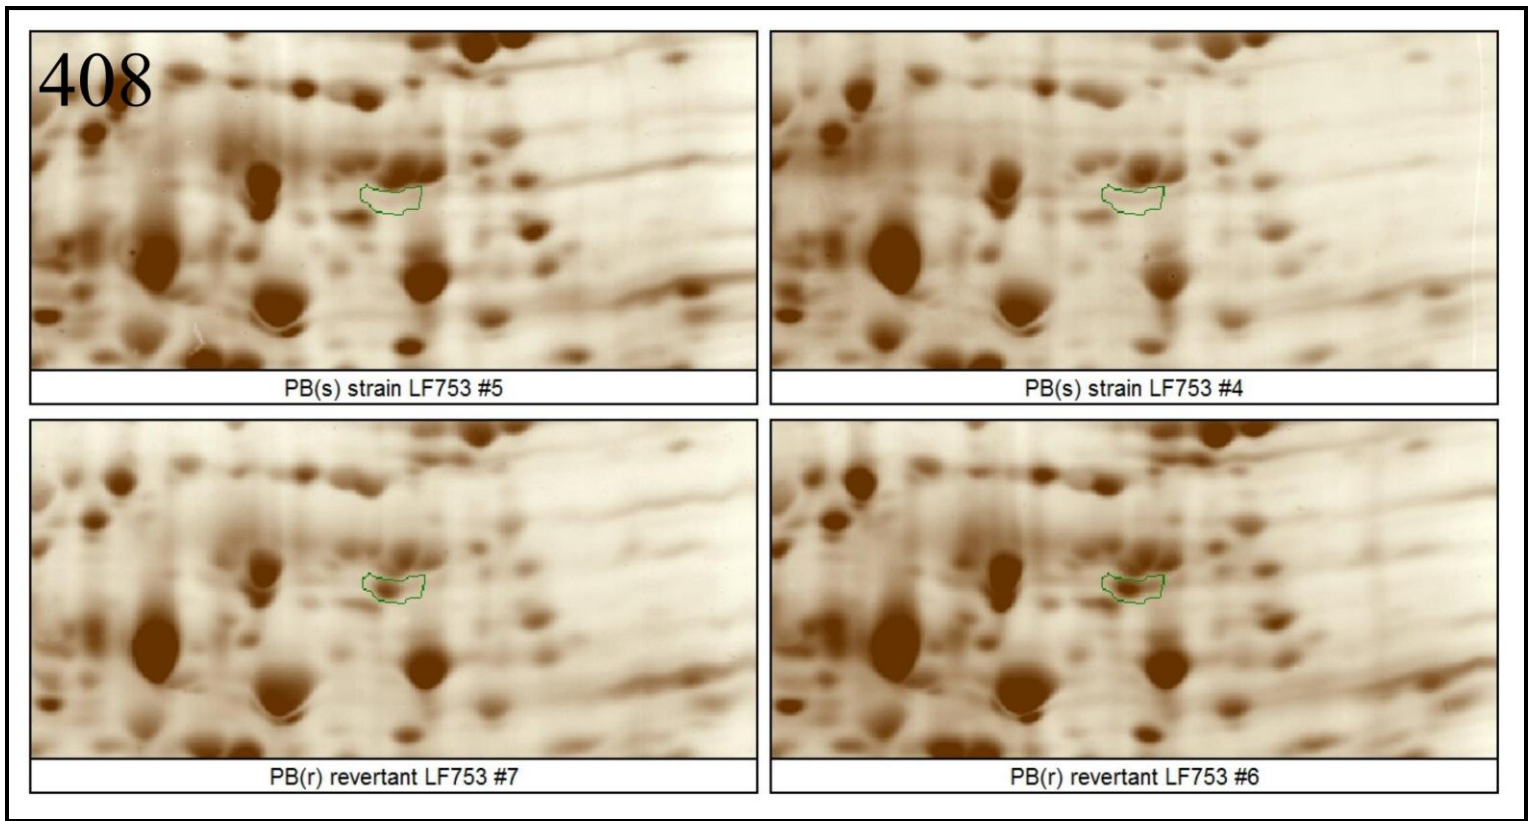 408
PB(s) strain LF753 #5
PB(s) strain LF753 #4
PB(r) revertant LF753 #7
PB(r) revertant LF753 #6